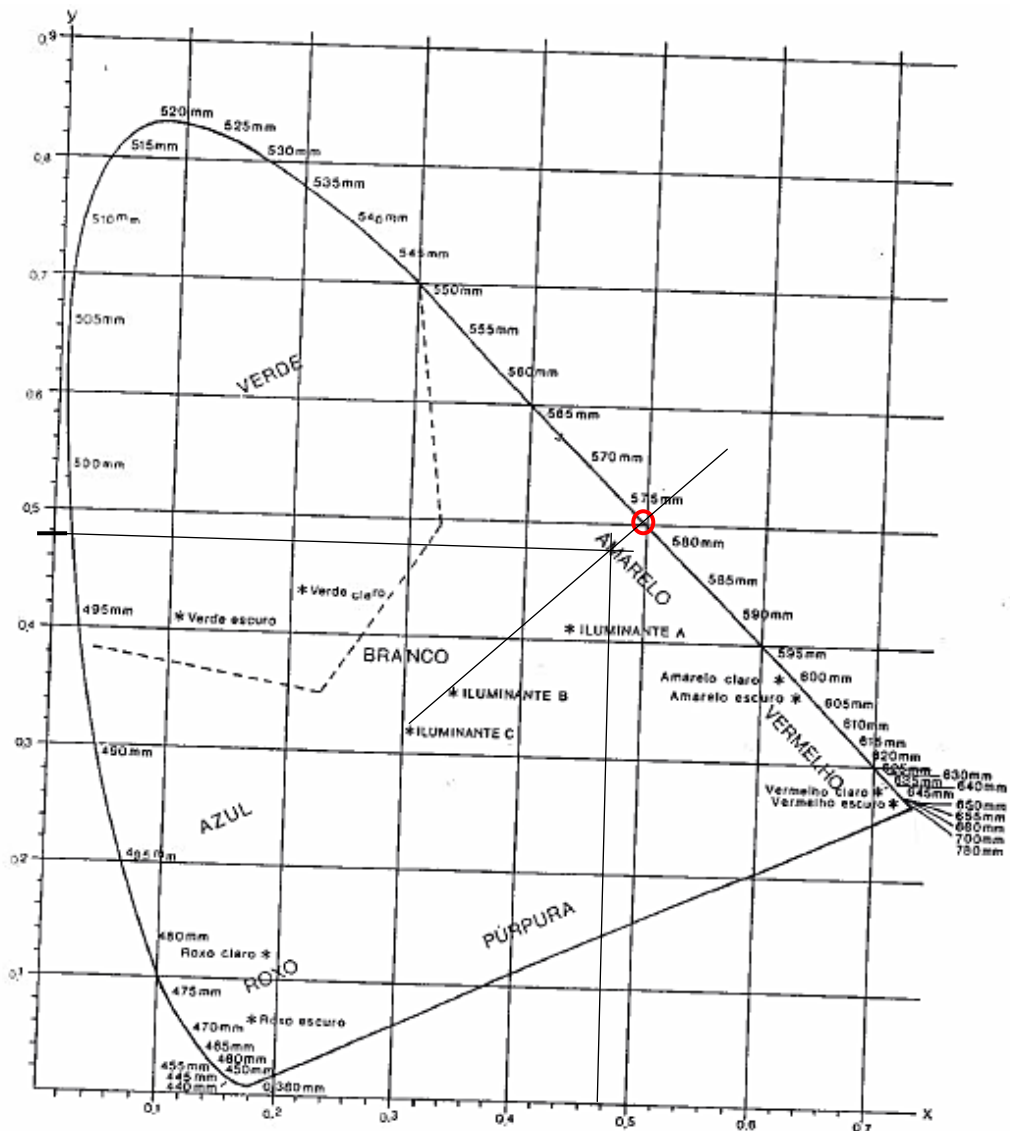 y
0,9
520mm
525mm
515mm
530mm
0,8
535mm
510mm
540mm
545mm
0,7
550mm
505mm
555mm
VERDE
560mm
0,6
565mm
570mm
500mm
575mm
0,5
580mm
AMARELO
585mm
* Verde claro
495mm
* Verde escuro
590mm
0,4
* ILUMINANTE A
BRANCO
595mm
Amarelo claro *
600mm
* ILUMINANTE B
Amarelo escuro *
605mm
* ILUMINANTE C
VERMELHO
610mm
0,3
490mm
615mm
620mm
625mm
630mm
635mm
640mm
Vermelho claro *
645mm
Vermelho escuro *
650mm
655mm
AZUL
680mm
700mm
0,2
485mm
780mm
PÚRPURA
480mm
Roxo claro *
0,1
ROXO
475mm
470mm
* Roxo escuro
465mm
460mm
455mm
450mm
445mm
440mm
0,380mm
0,1
0,2
0,3
0,4
0,5
0,6
0,7
x